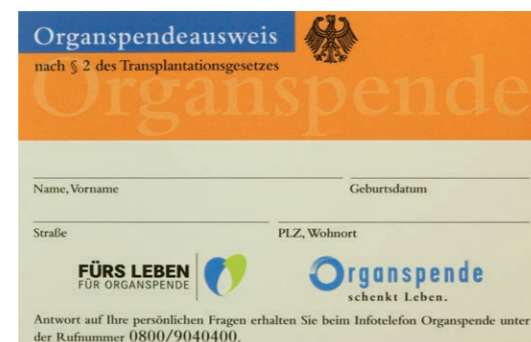 Organspendeausweis
nach § 2 des Transplantationsgesetzes
Organspende
Name, Vorname Geburtsdatum
Straße PLZ, Wohnort
FÜRS LEBEN
FÜR ORGANSPENDE
Organspende
schenkt Leben.
Antwort auf Ihre persönlichen Fragen erhalten Sie beim Infotelefon Organspende unter
der Rufnummer 0800/9040400.